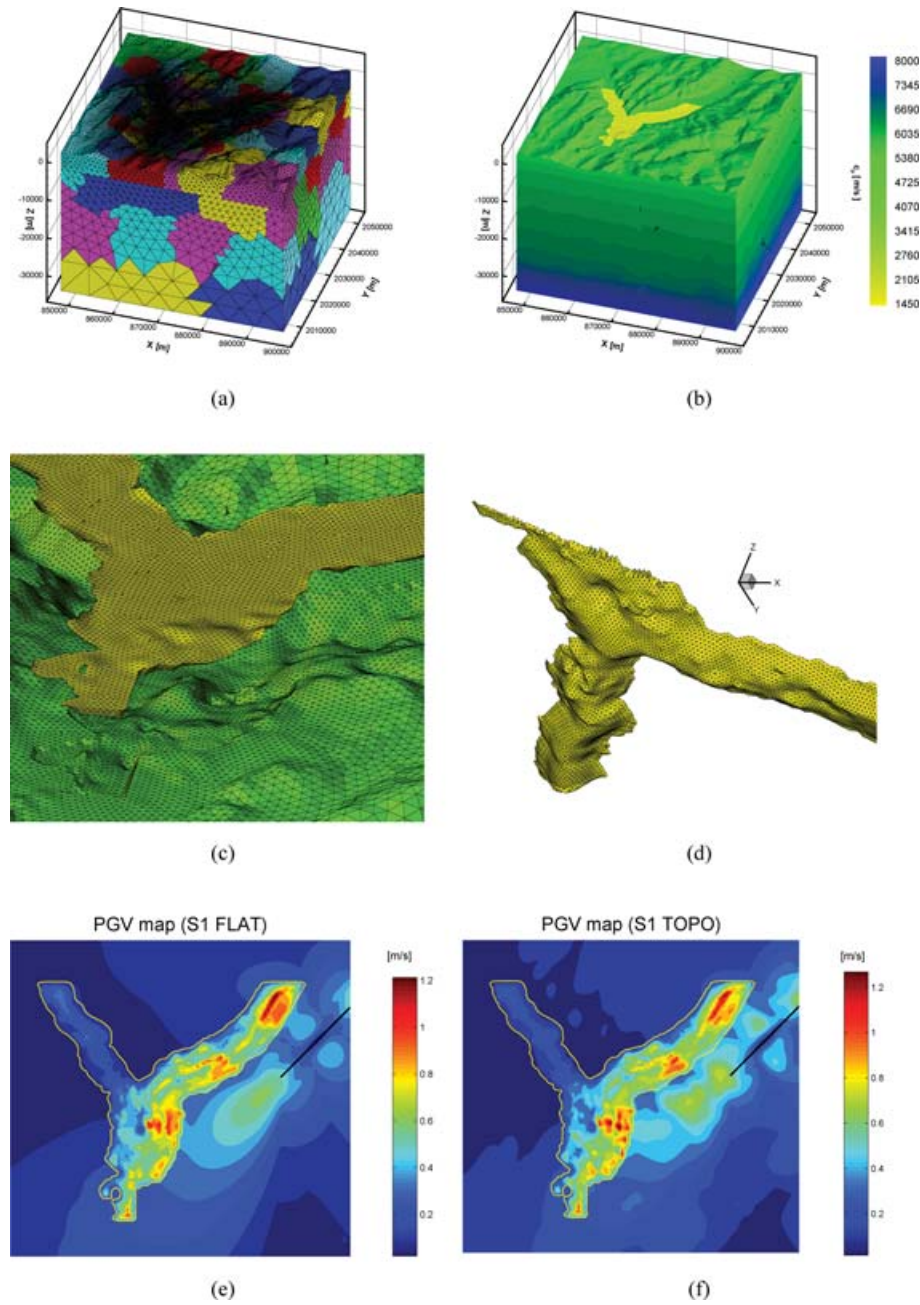 0
-10000
-20000
-30000
Z [m]
850000
860000
870000
880000
890000
900000
X [m]
2010000
2020000
2030000
2040000
2050000
Y [m]
(a)
0
-10000
-20000
-30000
Z [m]
850000
860000
870000
880000
890000
900000
X [m]
2010000
2020000
2030000
2040000
2050000
Y [m]
8000
7345
6690
6035
5380
4725
4070
3415
2760
2105
1450
m/s ]
(b)
(c)
Z
X
Y
(d)
PGV map (S1 FLAT)
[m/s]
1.2
1
0.8
0.6
0.4
0.2
(e)
PGV map (S1 TOPO)
[m/s]
1.2
1
0.8
0.6
0.4
0.2
(f)